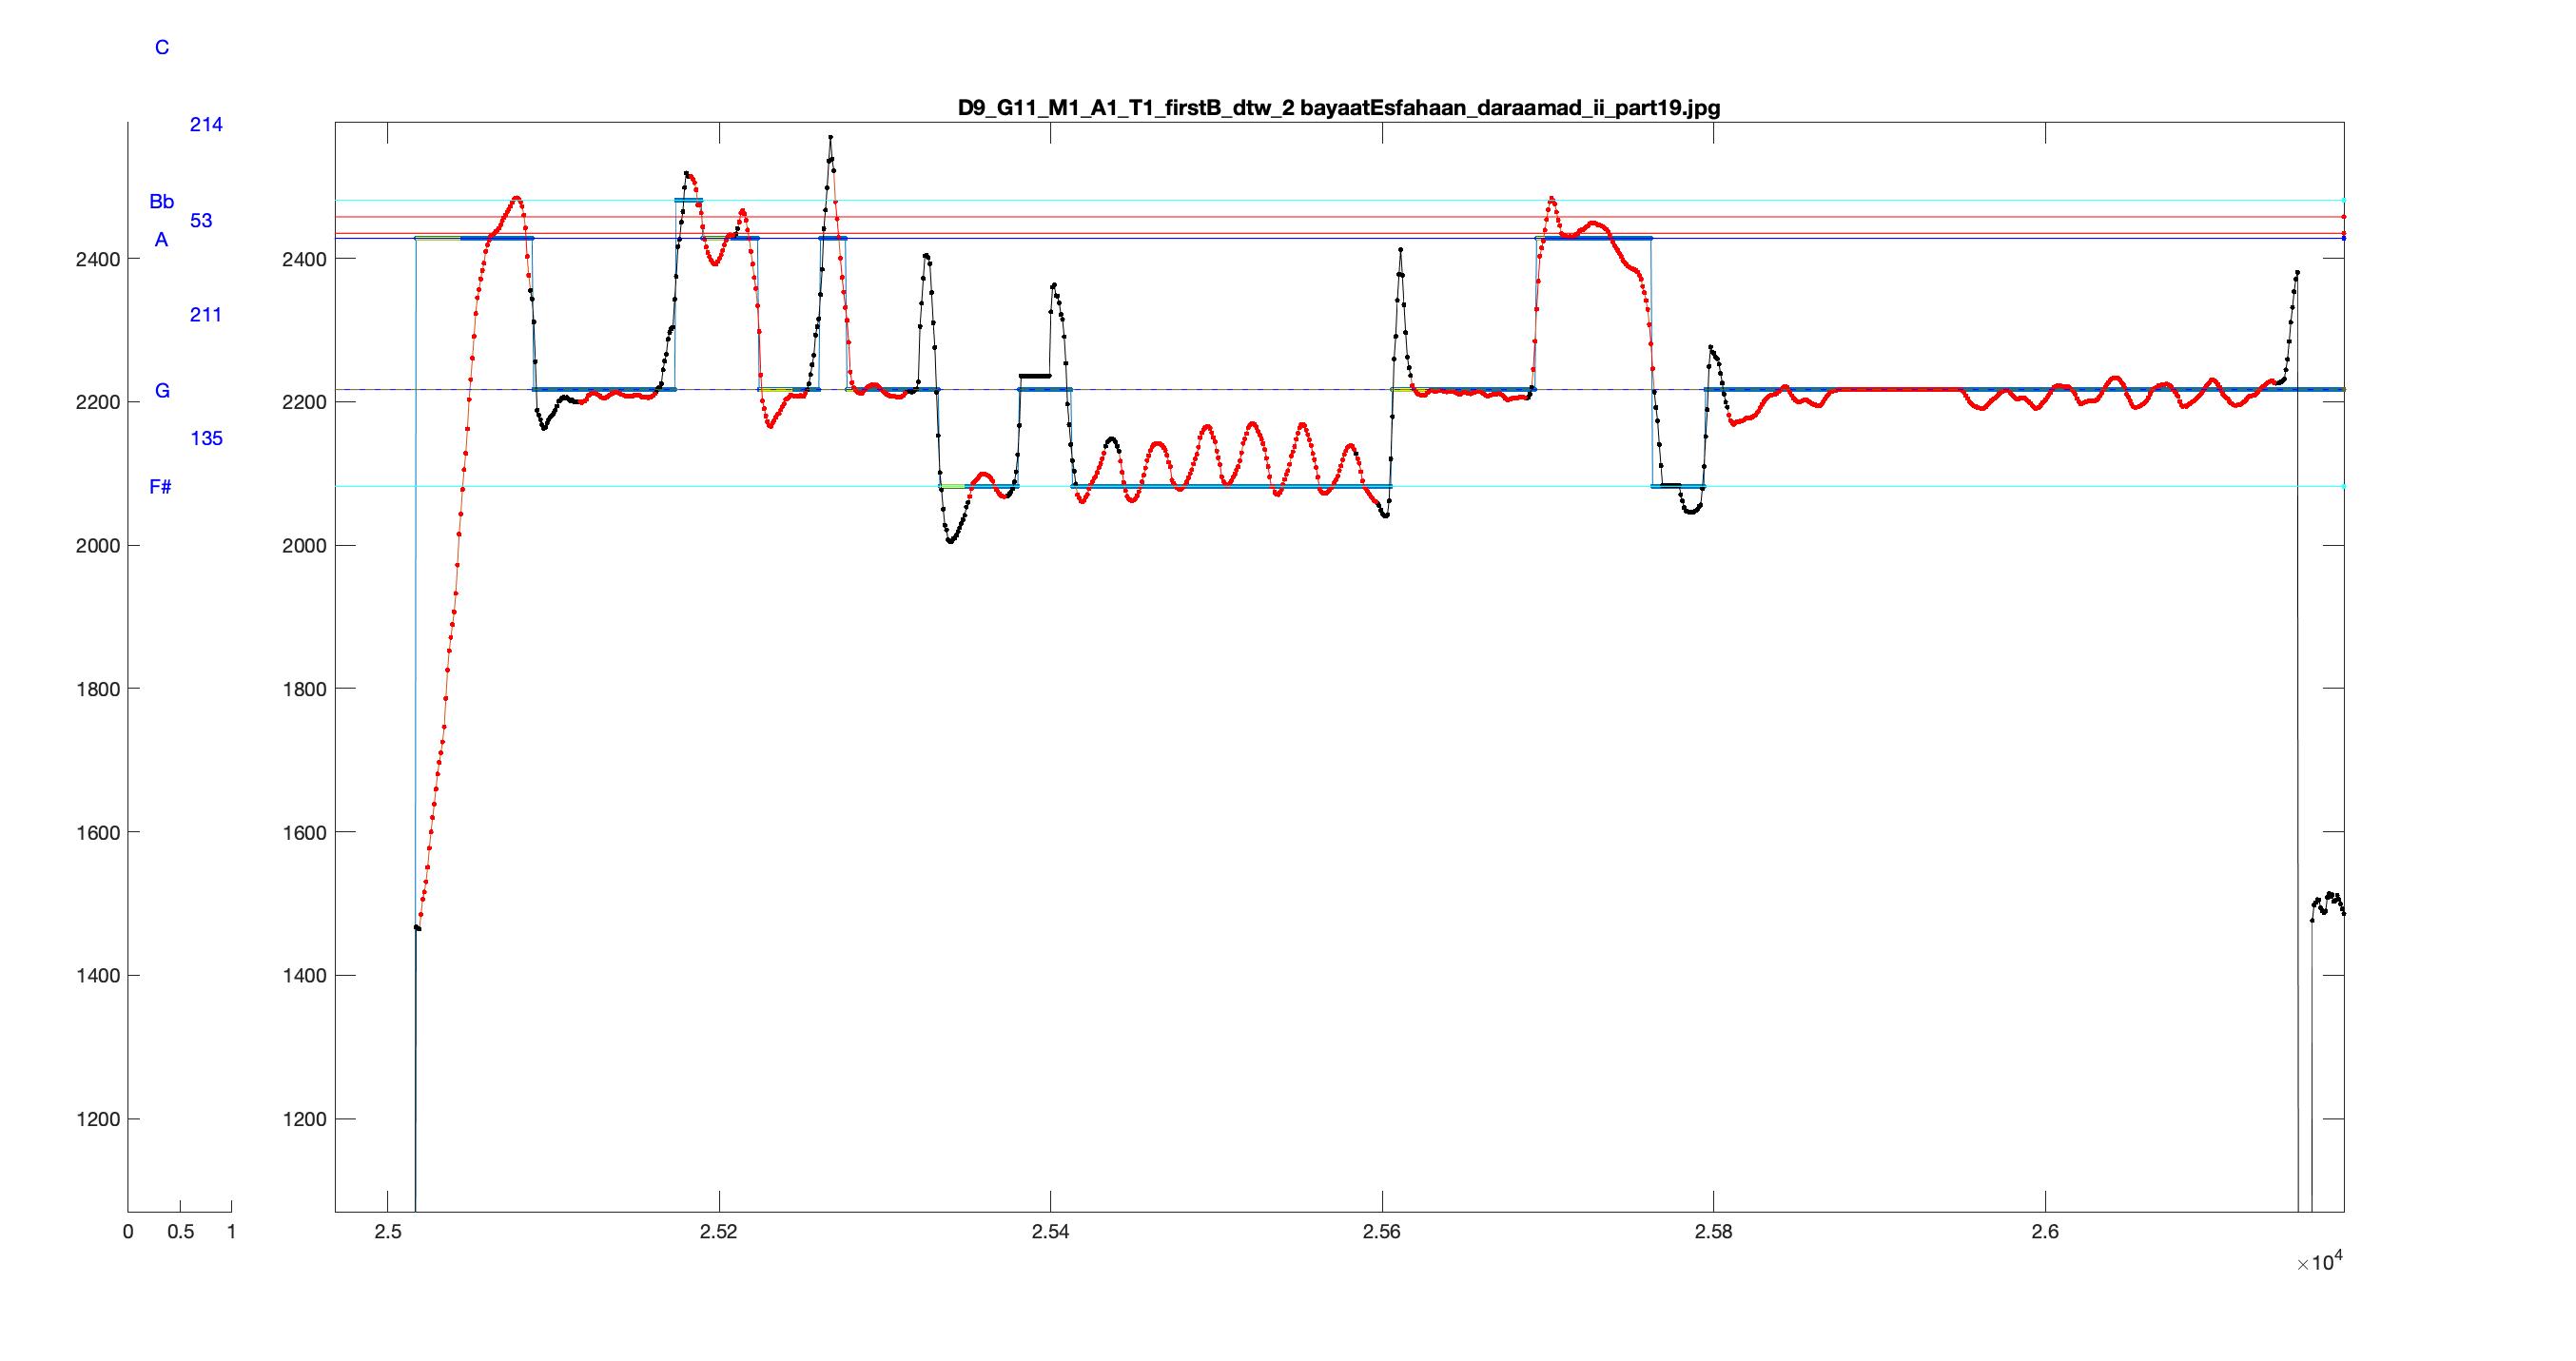 C
D9_G11_M1_A1_T1_firstB_dtw_2 bayaatEsfahaan_daraamad_ii_part19.jpg
214
Bb
53
A
2400 2400
211
G
2200 2200
135
F#
2000 2000
1800 1800
1600 1600
1400 1400
1200 1200
0 0.5 1 2.5 2.52 2.54 2.56 2.58 2.6
×10⁴